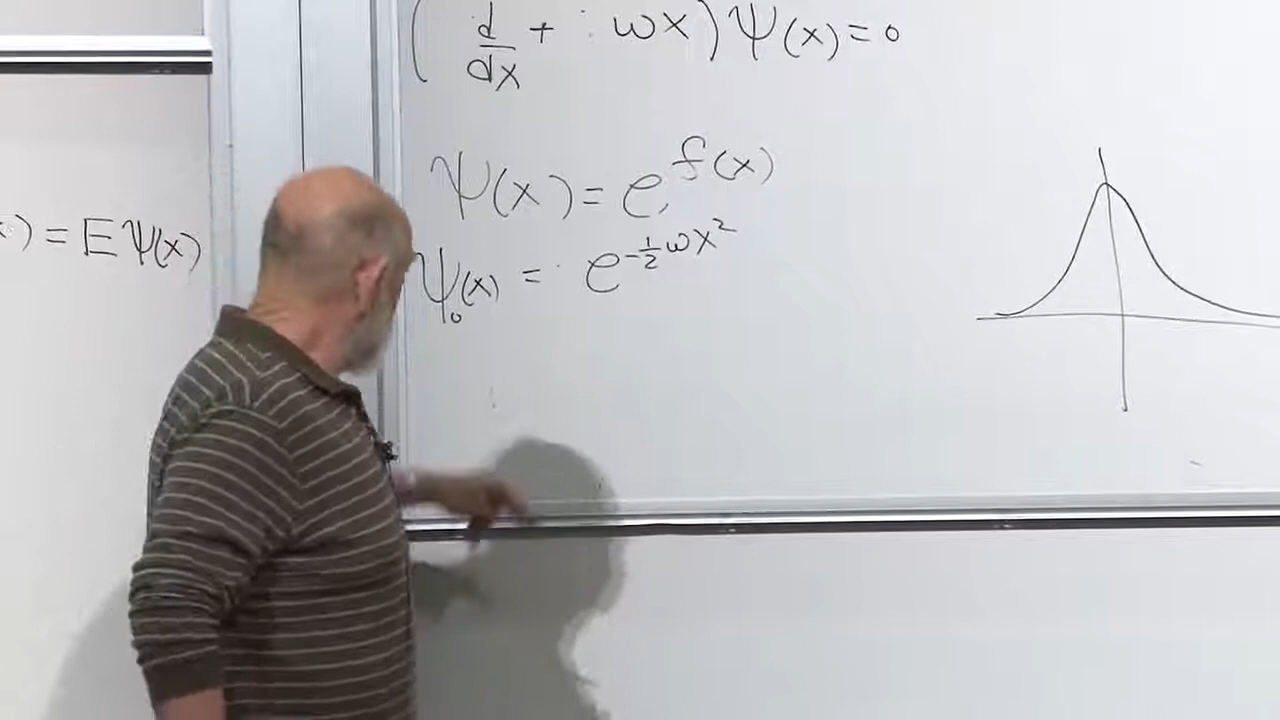 (d/dx + ωx)Ψ(x) = 0
Ψ(x) = e^f(x)
) = EΨ(x)
Ψ₀(x) = e^-½ωx²